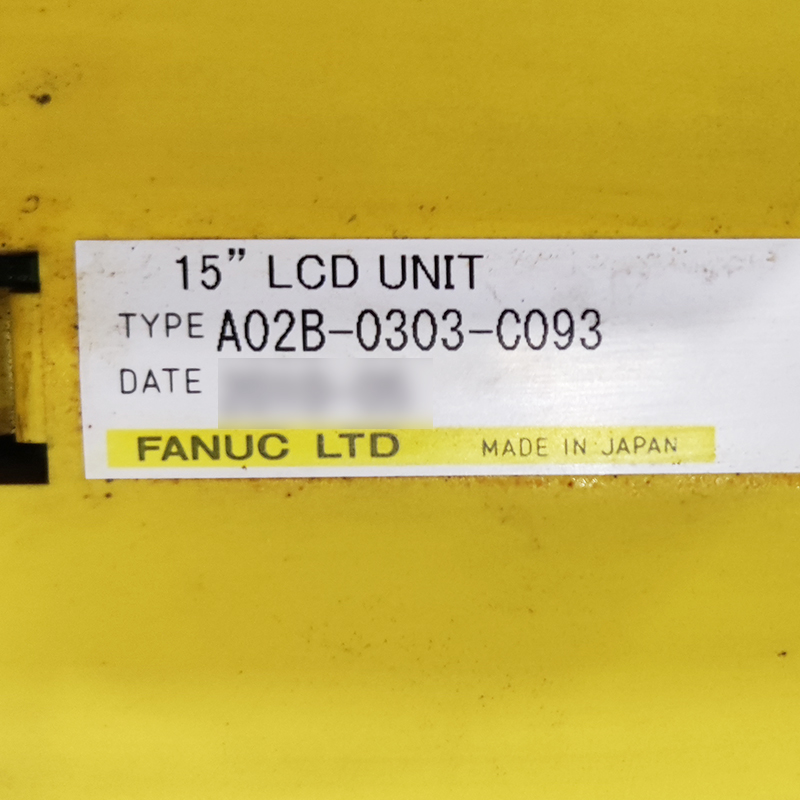 15” LCD UNIT
TYPE A02B-0303-C093
DATE
FANUC LTD MADE IN JAPAN